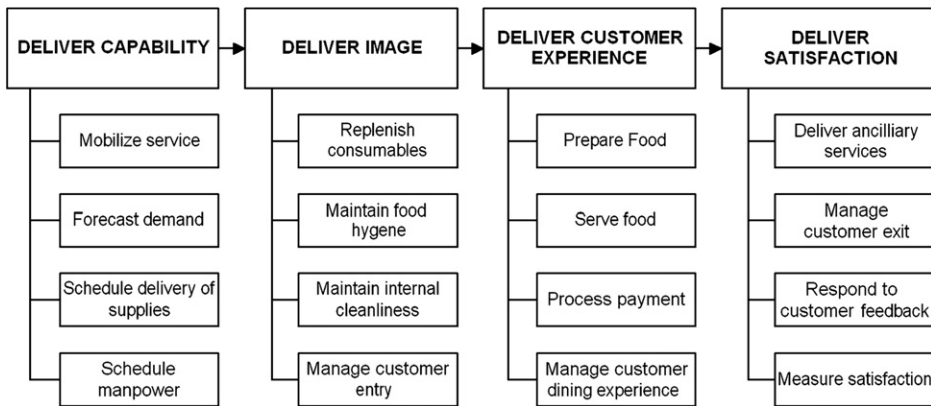 DELIVER CAPABILITY
DELIVER IMAGE
DELIVER CUSTOMER
EXPERIENCE
DELIVER
SATISFACTION
Mobilize service
Forecast demand
Schedule delivery of
supplies
Schedule
manpower
Replenish
consumables
Maintain food
hygene
Maintain internal
cleanliness
Manage customer
entry
Prepare Food
Serve food
Process payment
Manage customer
dining experience
Deliver ancilliary
services
Manage
customer exit
Respond to
customer feedback
Measure satisfaction